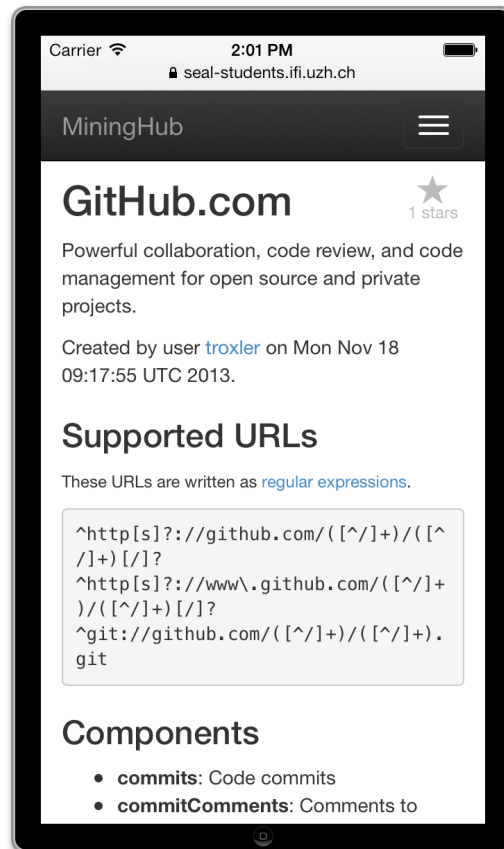 Carrier 2:01 PM
seal-students.ifi.uzh.ch
MiningHub
GitHub.com
1 stars
Powerful collaboration, code review, and code
management for open source and private
projects.
Created by user troxler on Mon Nov 18
09:17:55 UTC 2013.
Supported URLs
These URLs are written as regular expressions.
^http[s]?://github.com/([^/]+)/([^
/]+)[/]?
^http[s]?://www\.github.com/([^/]+
)/([^/]+)[/]?
^git://github.com/([^/]+)/([^/]+).
git
Components
• commits: Code commits
• commitComments: Comments to